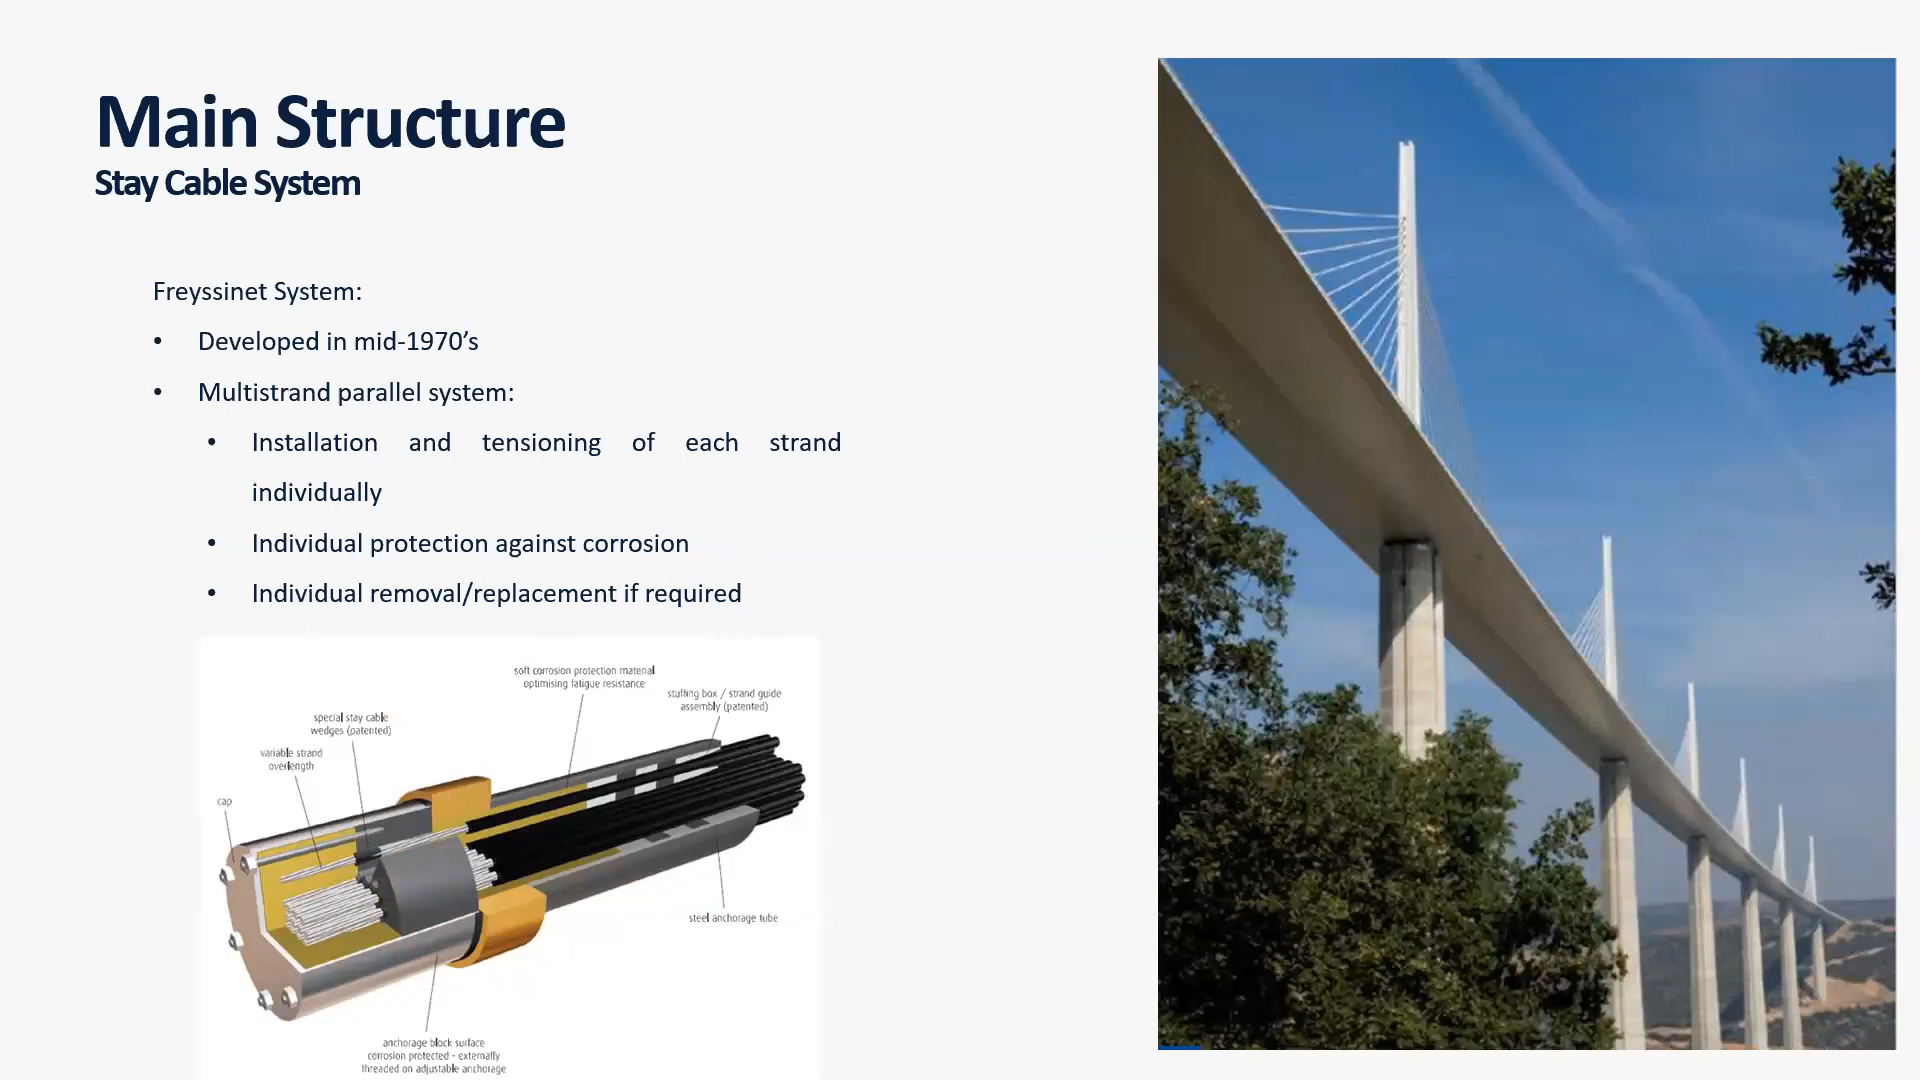 Main Structure
Stay Cable System
Freyssinet System:
• Developed in mid-1970’s
• Multistrand parallel system:
• Installation and tensioning of each strand
individually
• Individual protection against corrosion
• Individual removal/replacement if required
soft corrosion protection material
optimising fatigue resistance
stuffing box / strand guide
assembly (patented)
special stay cable
wedges (patented)
variable strand
overlength
cap
steel anchorage tube
anchorage block surface
corrosion protected - externally
threaded on adjustable anchorage